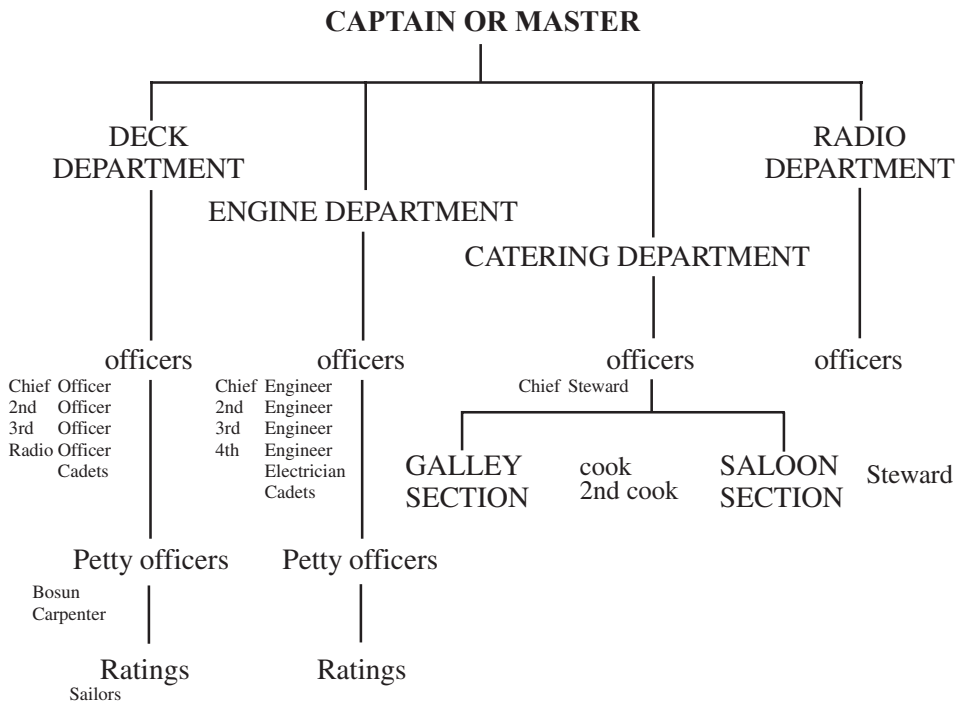 CAPTAIN OR MASTER
DECK
DEPARTMENT
RADIO
DEPARTMENT
ENGINE DEPARTMENT
CATERING DEPARTMENT
officers
Chief Officer
2nd Officer
3rd Officer
Radio Officer
Cadets
officers
Chief Engineer
2nd Engineer
3rd Engineer
4th Engineer
Electrician
Cadets
officers
Chief Steward
officers
GALLEY
SECTION
cook
2nd cook
SALOON
SECTION
Steward
Petty officers
Bosun
Carpenter
Petty officers
Ratings
Sailors
Ratings